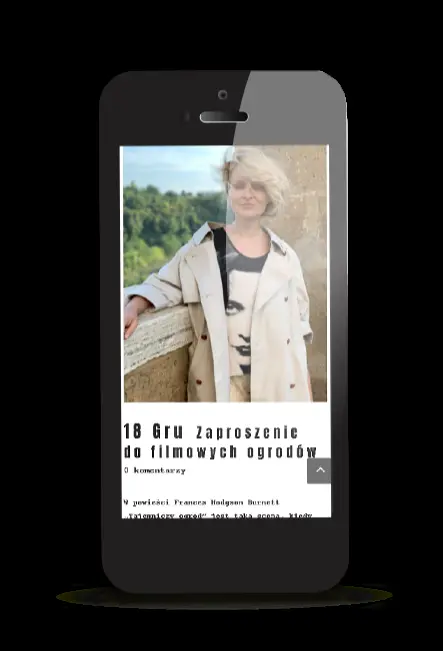 18 Gru Zaproszenie
do filmowych ogrodów
0 komentarzy
W powieści Frances Hodgson Burnett
„Tajemniczy ogród" jest taka scena, kiedy